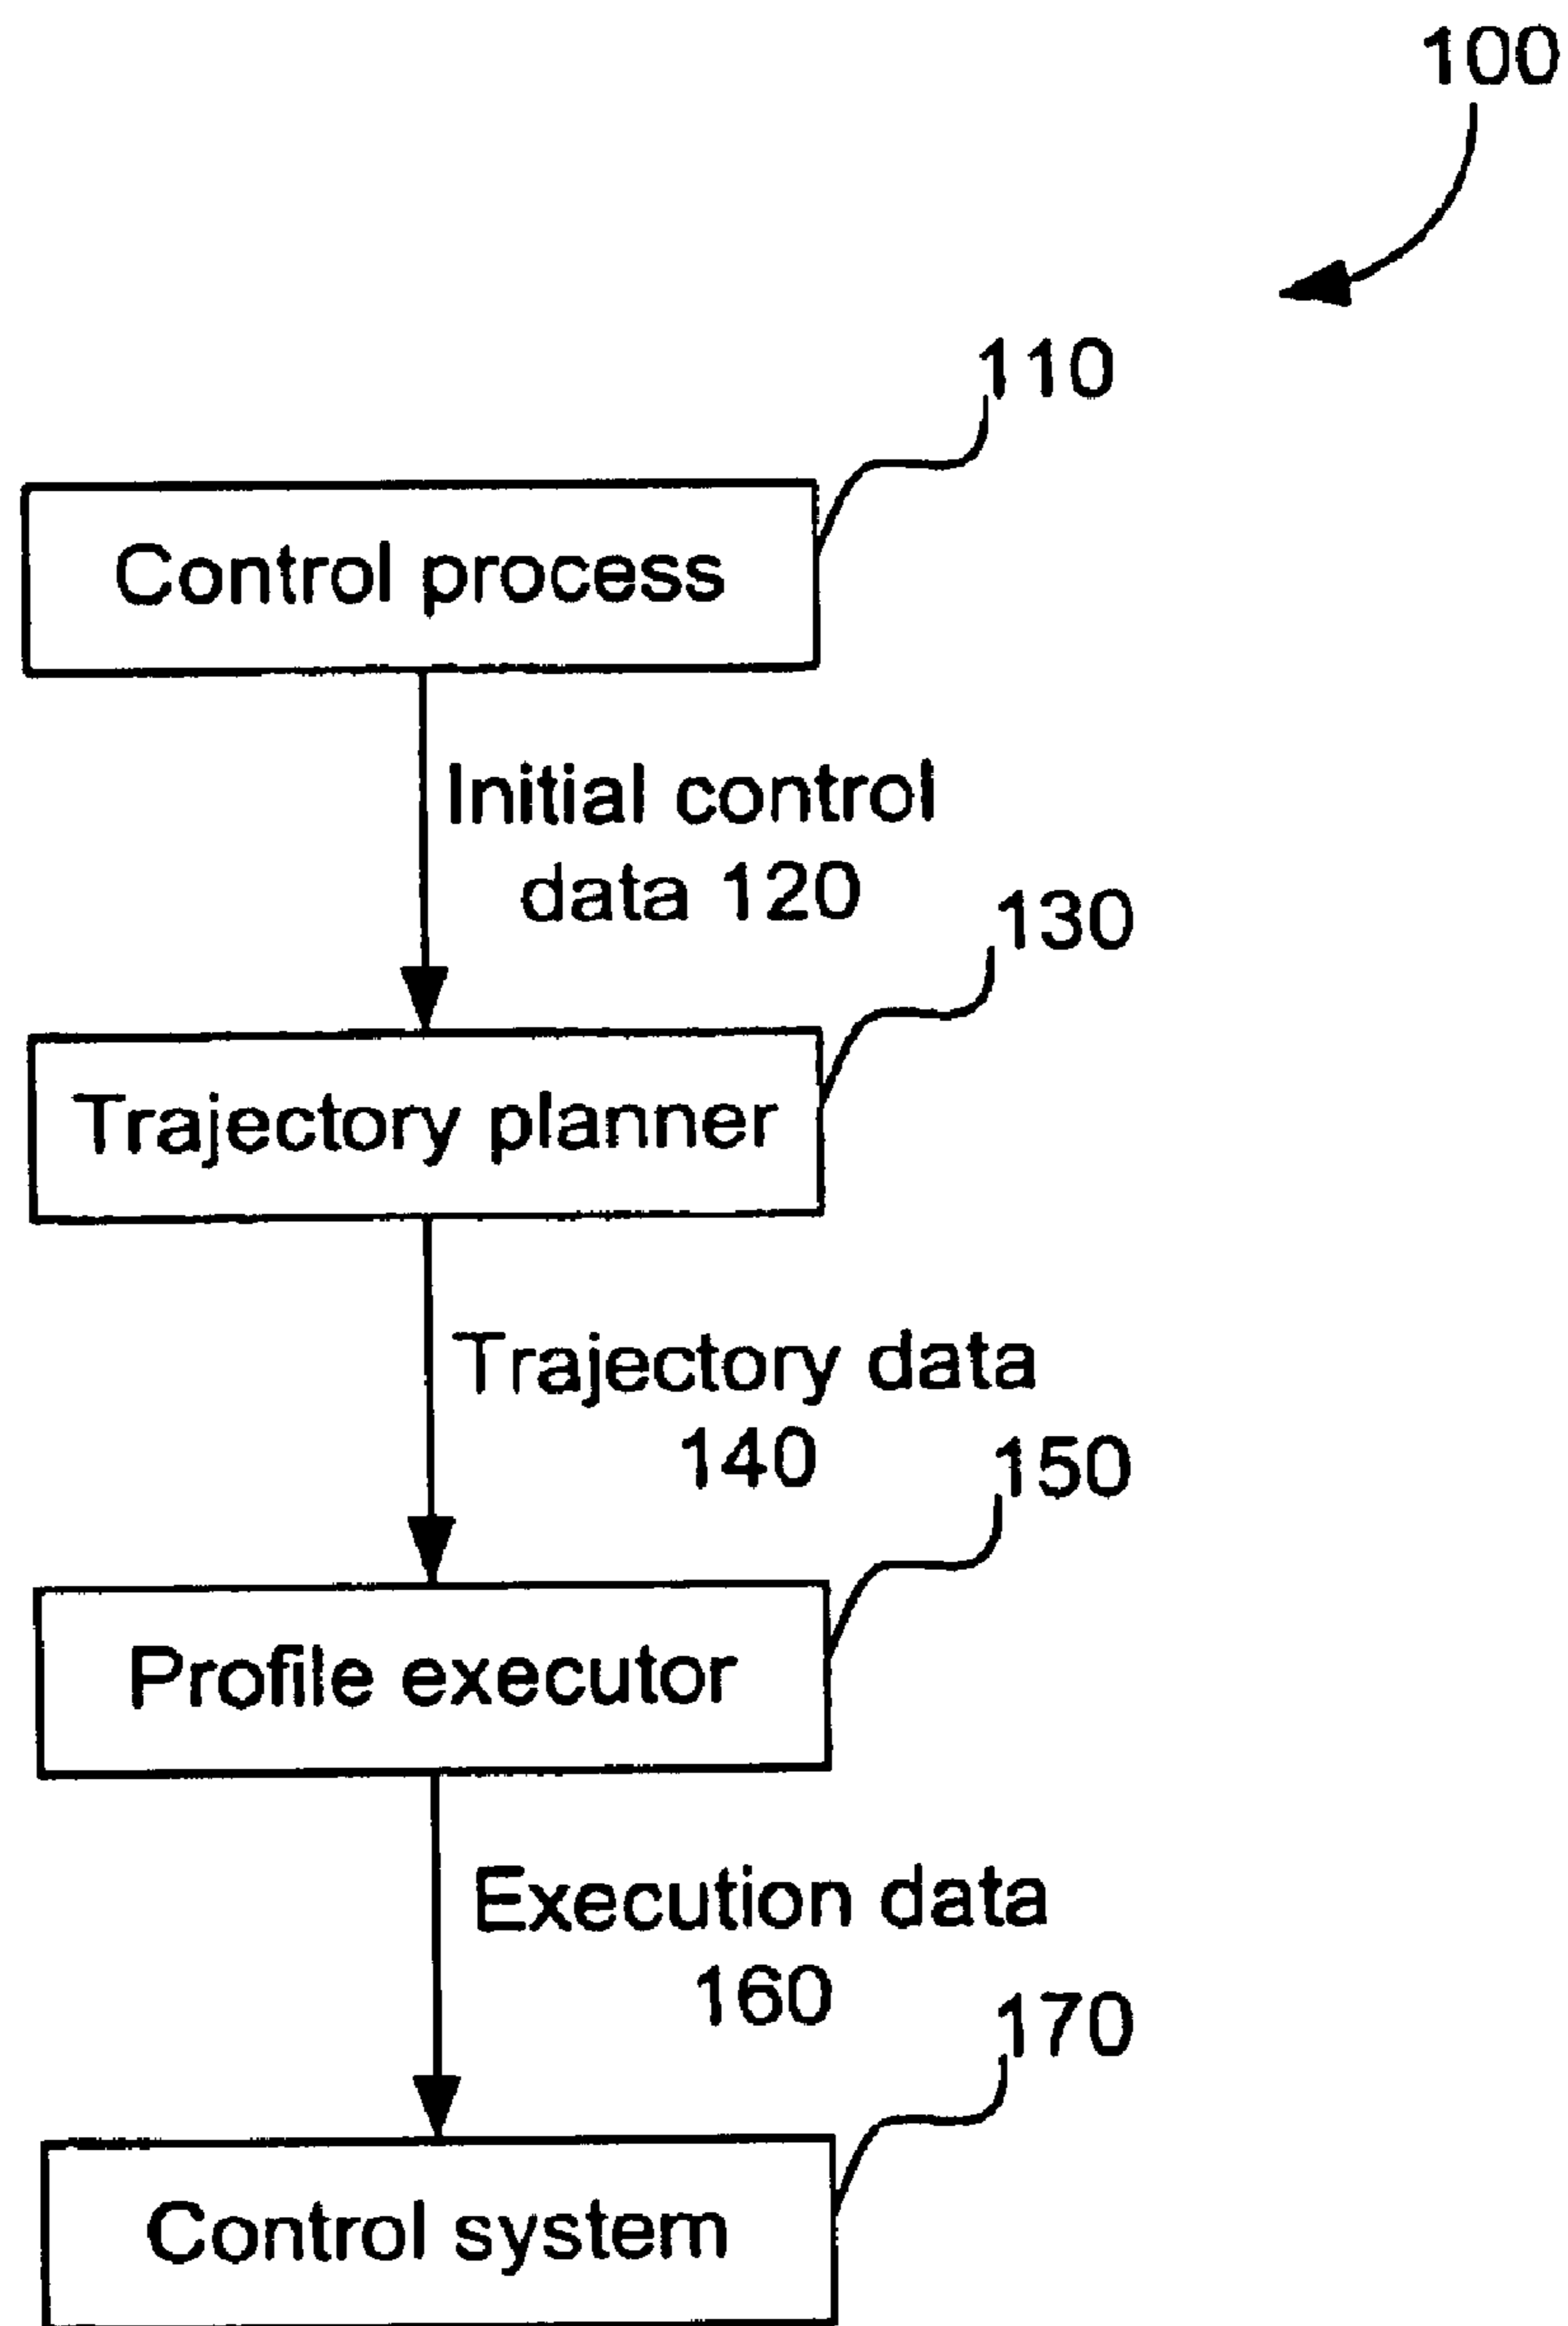 100
110
Control process
Initial control
data 120
130
Trajectory planner
Trajectory data
140
150
Profile executor
Execution data
160
170
Control system